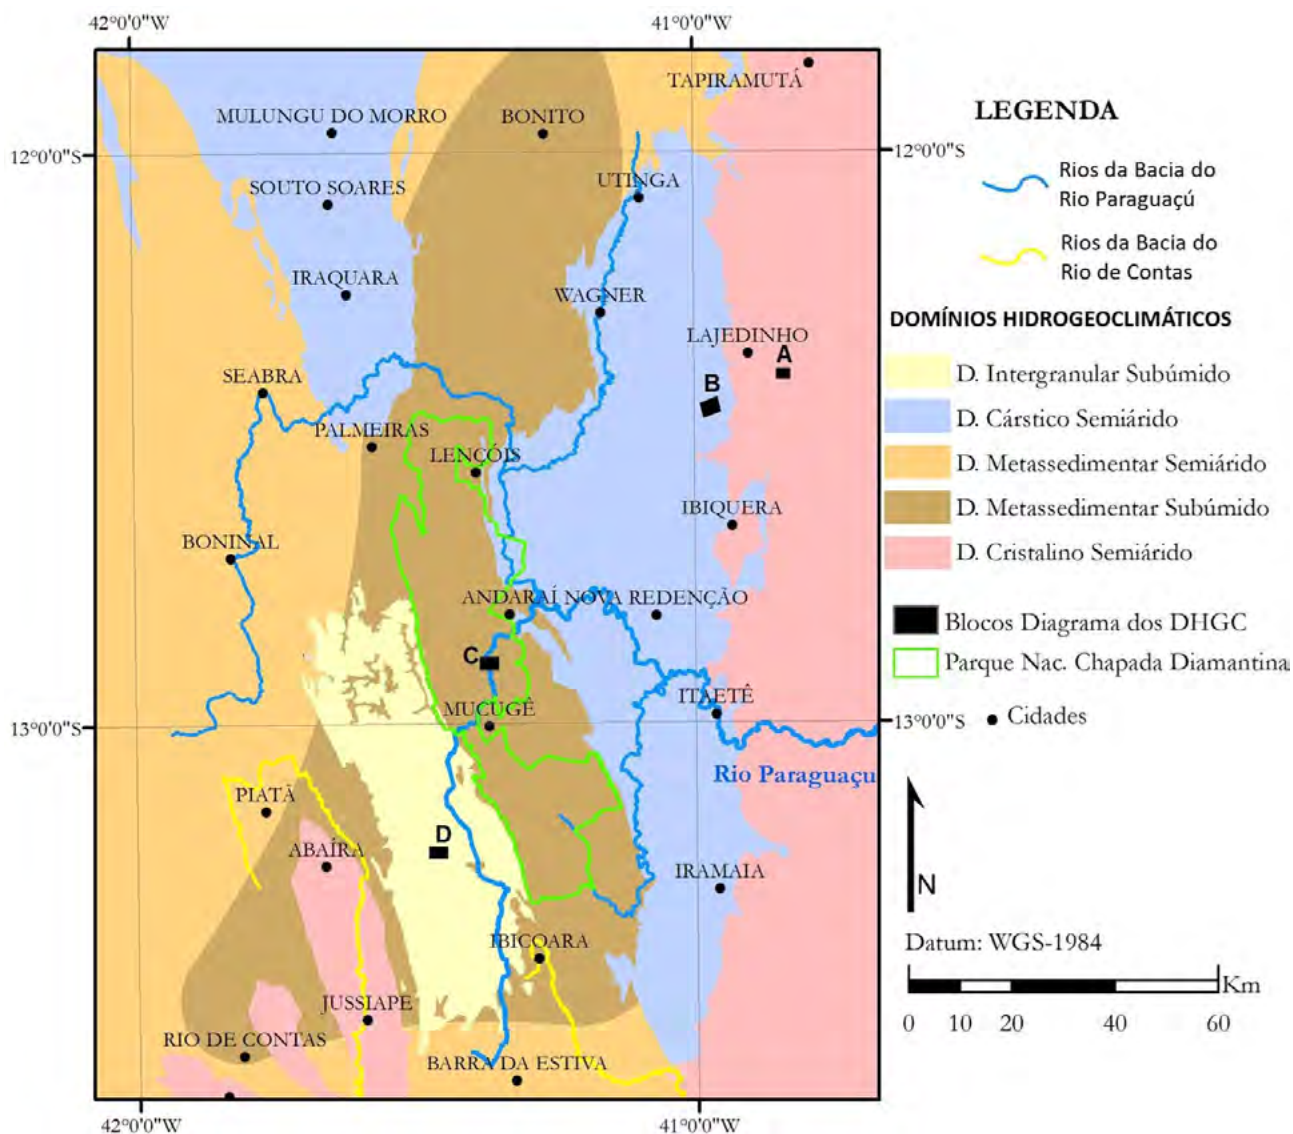 42°0'0"W
41°0'0"W
TAPIRAMUTÁ
MULUNGU DO MORRO
BONITO
12°0'0"S
12°0'0"S
SOUTO SOARES
UTINGA
IRAQUARA
WAGNER
LAJEDINHO
A
B
SEABRA
PALMEIRAS
LENÇÓIS
IBIQUERA
BONINAL
ANDARAÍ
NOVA REDENÇÃO
C
MUCUGÊ
ITAETÊ
13°0'0"S
13°0'0"S
Rio Paraguaçu
PIATÃ
D
ABAÍRA
IRAMAIA
IBICOARA
JUSSIAPE
RIO DE CONTAS
BARRA DA ESTIVA
42°0'0"W
41°0'0"W
LEGENDA
Rios da Bacia do
Rio Paraguaçú
Rios da Bacia do
Rio de Contas
DOMÍNIOS HIDROGEOCLIMÁTICOS
D. Intergranular Subúmido
D. Cárstico Semiárido
D. Metassedimentar Semiárido
D. Metassedimentar Subúmido
D. Cristalino Semiárido
Blocos Diagrama dos DHGC
Parque Nac. Chapada Diamantina
Cidades
N
Datum: WGS-1984
Km
0 10 20 40 60